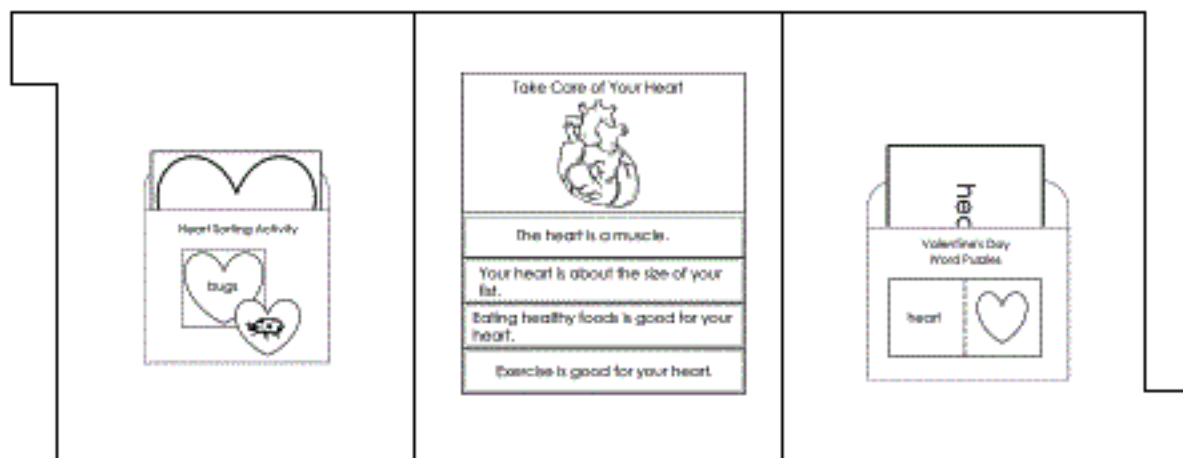 Heart Sorting Activity
bugs
Take Care of Your Heart
The heart is a muscle.
Your heart is about the size of your
fist.
Eating healthy foods is good for your
heart.
Exercise is good for your heart.
hea
Valentine's Day
Word Puzzles
heart